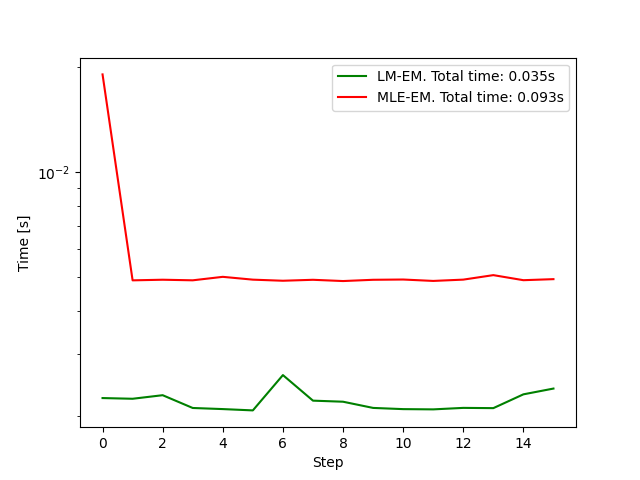 LM-EM. Total time: 0.035s
MLE-EM. Total time: 0.093s
10⁻²
Time [s]
0 2 4 6 8 10 12 14
Step